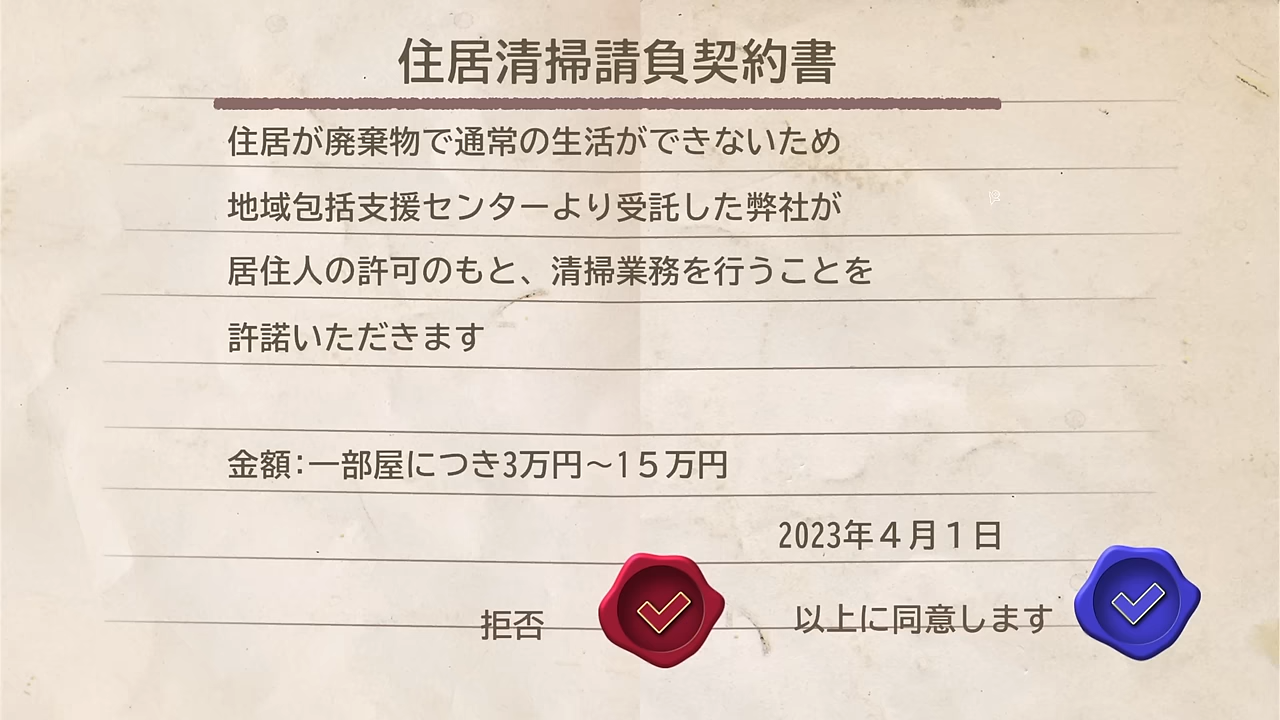 住居清掃請負契約書
住居が廃棄物で通常の生活ができないため
地域包括支援センターより受託した弊社が
居住人の許可のもと、清掃業務を行うことを
許諾いただきます
金額:一部屋につき3万円～1５万円
2023年４月１日
拒否
以上に同意します